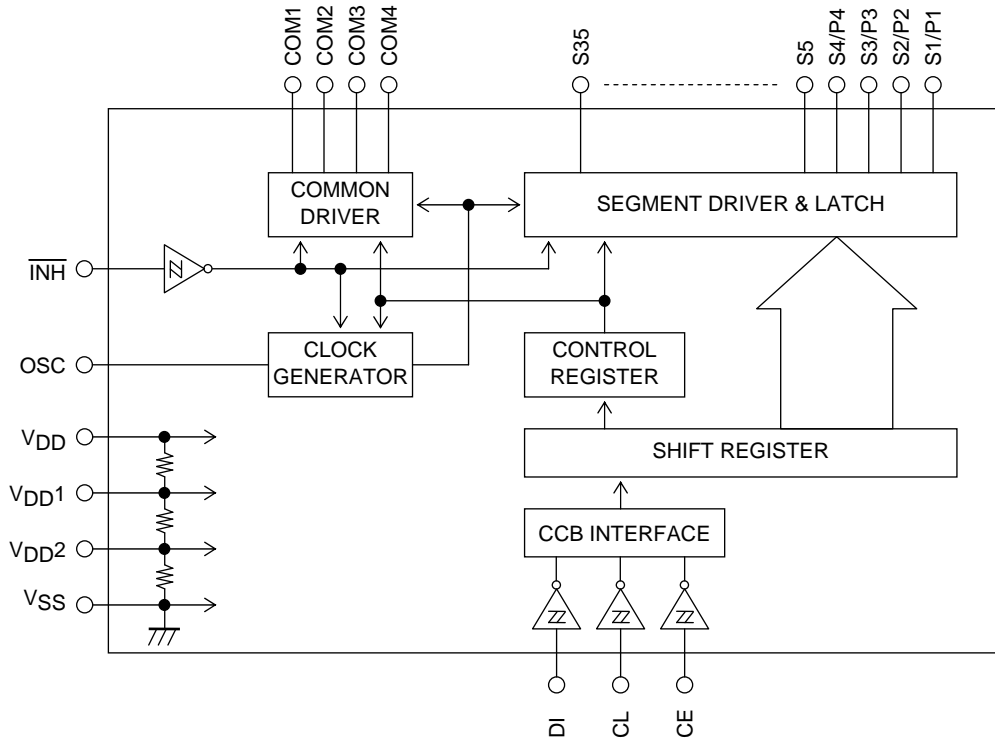 COM1
COM2
COM3
COM4
S35
S5
S4/P4
S3/P3
S2/P2
S1/P1
COMMON
DRIVER
SEGMENT DRIVER & LATCH
INH
OSC
CLOCK
GENERATOR
CONTROL
REGISTER
VDD
SHIFT REGISTER
VDD1
CCB INTERFACE
VDD2
VSS
DI
CL
CE